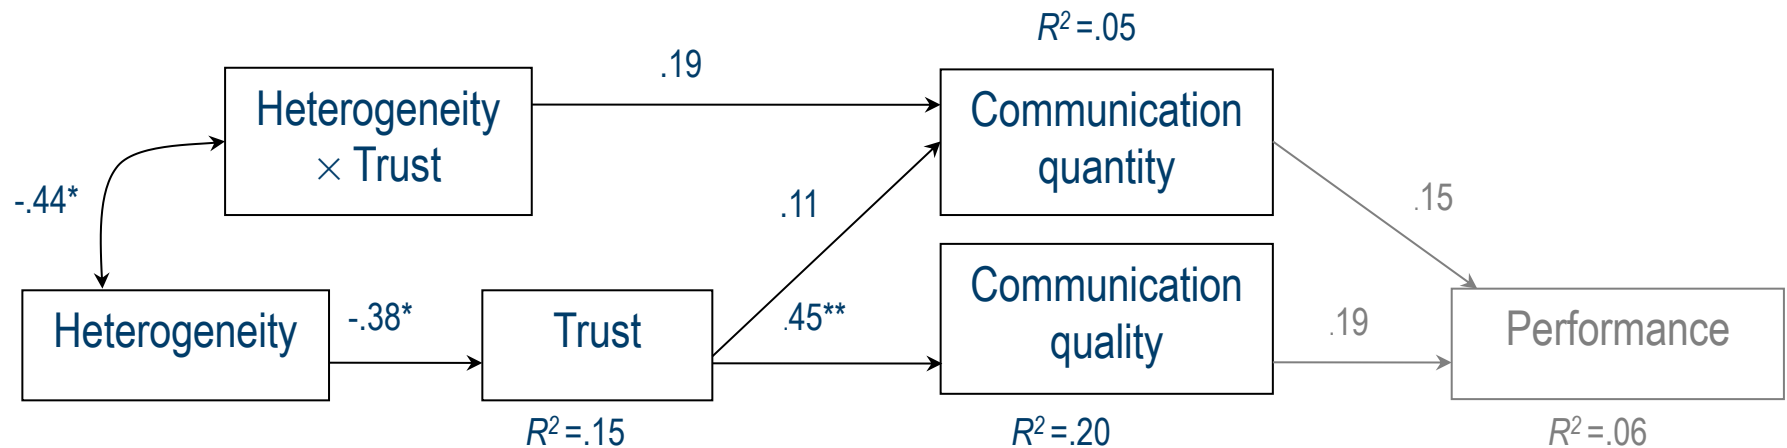 R² =.05
.19
Heterogeneity
× Trust
Communication
quantity
-.44*
.11
.15
Heterogeneity
-.38*
Trust
.45**
Communication
quality
.19
Performance
R² =.15
R² =.20
R² =.06